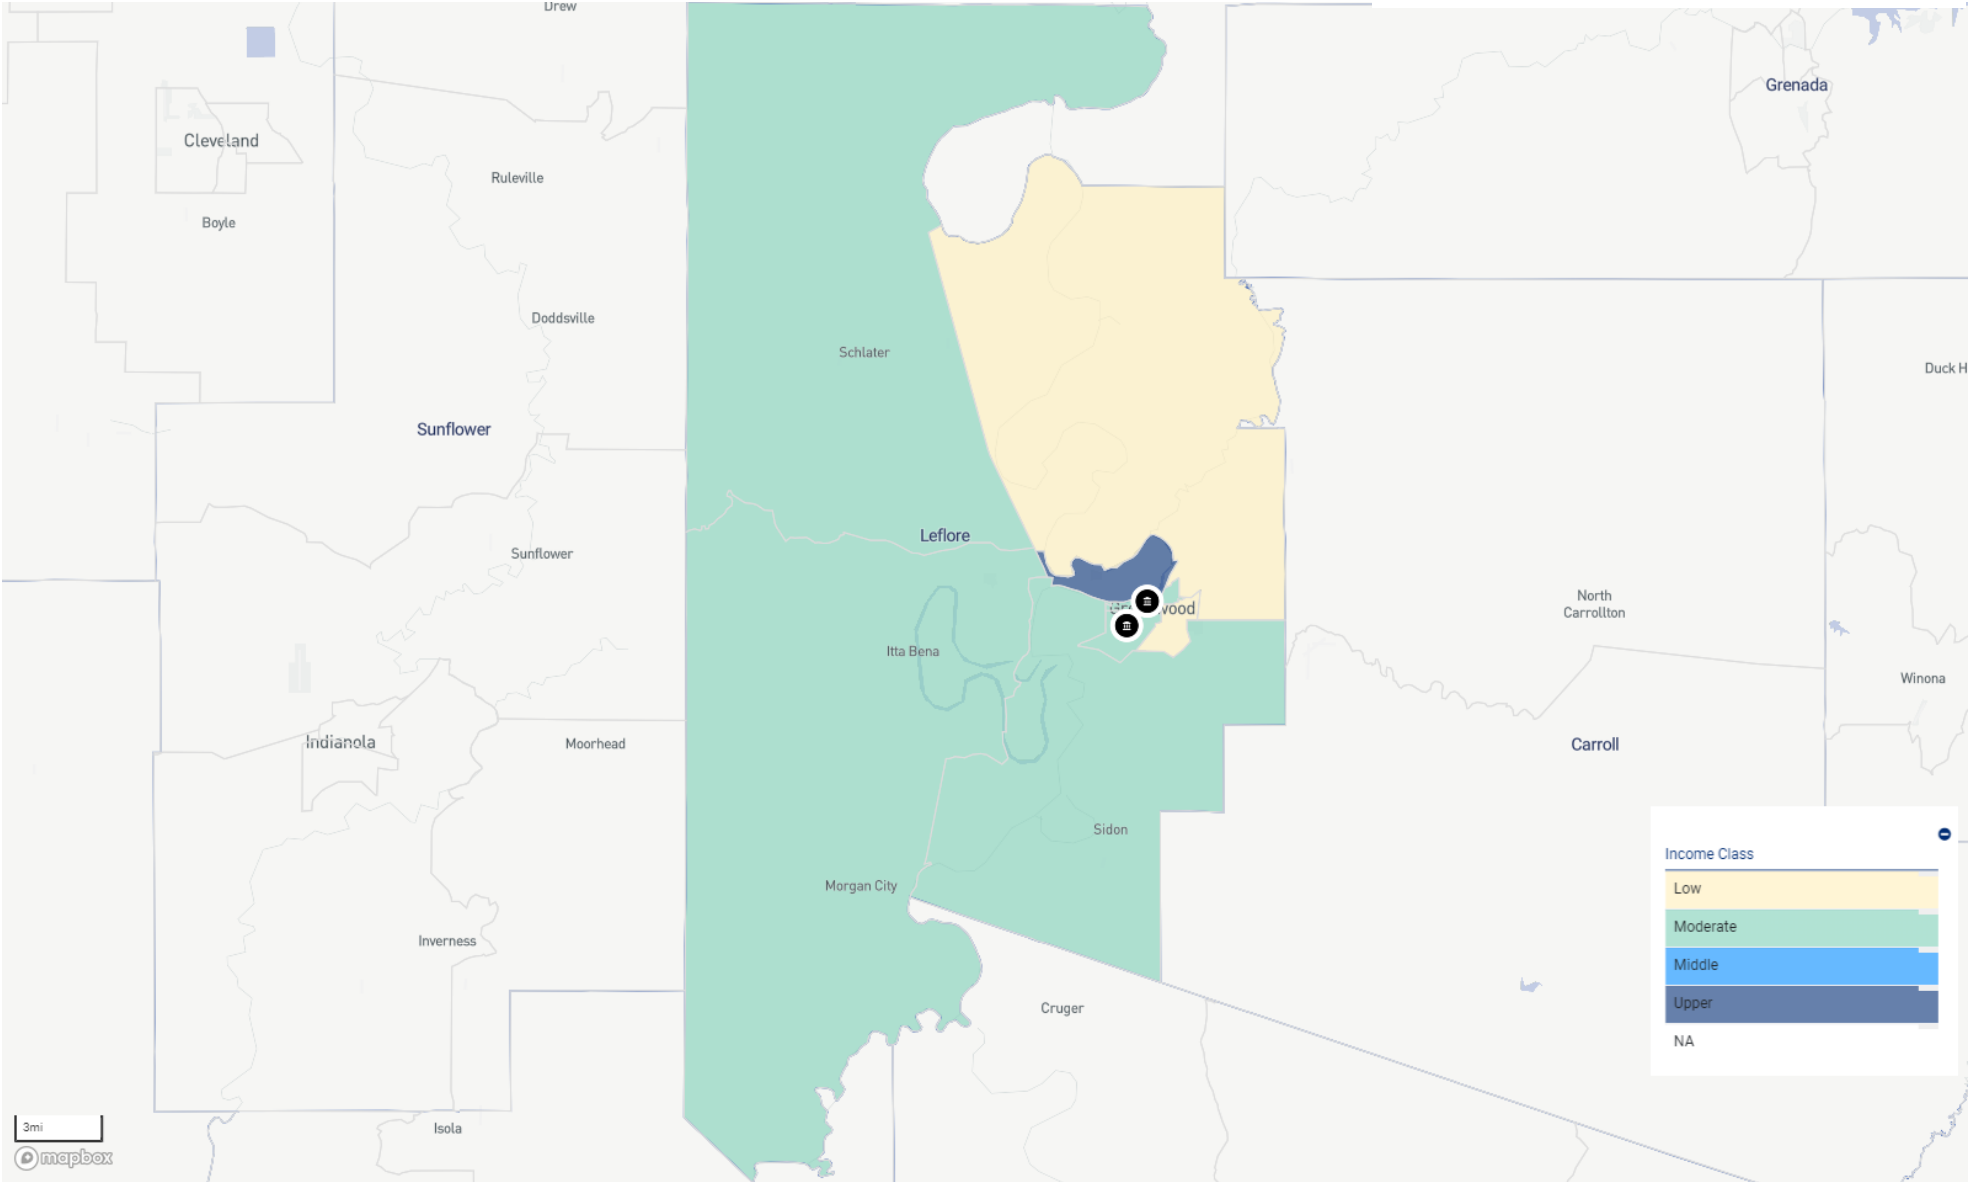 Drew
Grenada
Cleveland
Ruleville
Boyle
Doddsville
Schlater
Duck H
Sunflower
Leflore
Sunflower
North
Carrollton
Itta Bena
Winona
Indianola
Moorhead
Carroll
Sidon
Morgan City
Inverness
Cruger
Isola
Income Class
Low
Moderate
Middle
Upper
NA
3mi
mapbox